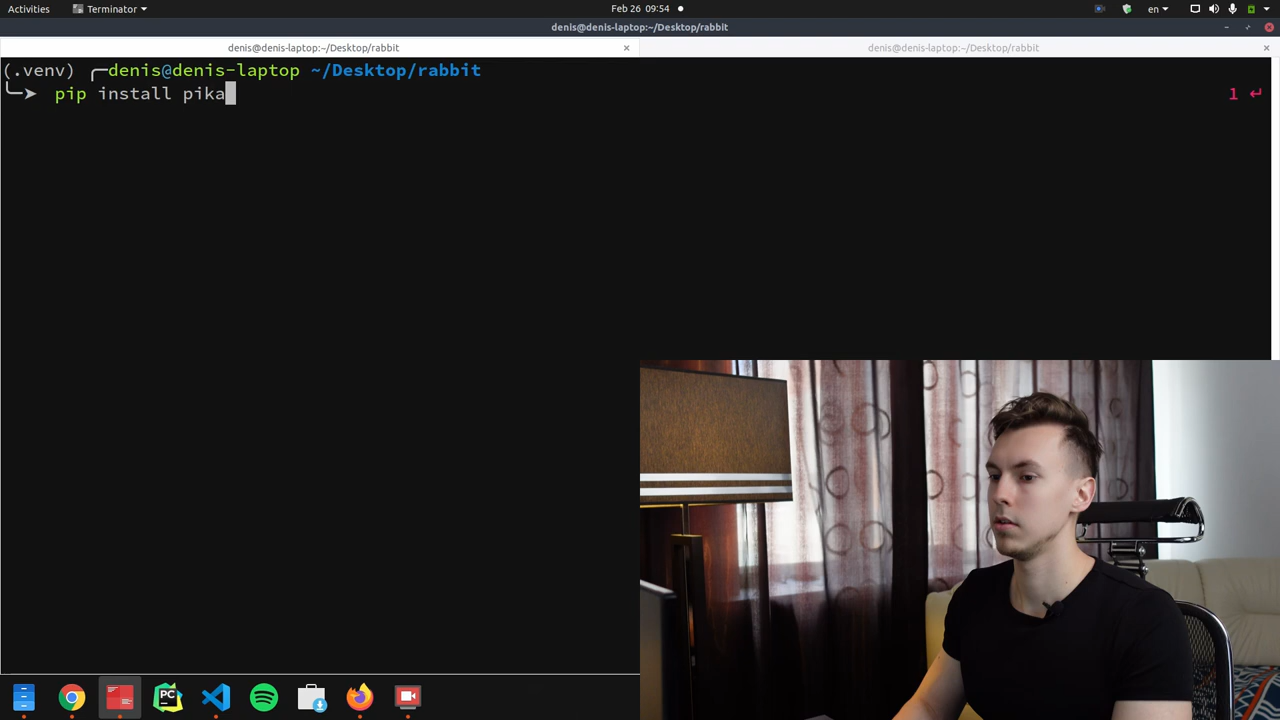 Activities Terminator Feb 26 09:54 en
denis@denis-laptop:~/Desktop/rabbit
denis@denis-laptop:~/Desktop/rabbit × denis@denis-laptop:~/Desktop/rabbit ×
(.venv) ╭─denis@denis-laptop ~/Desktop/rabbit
╰─➤ pip install pika 1 ↵
PC